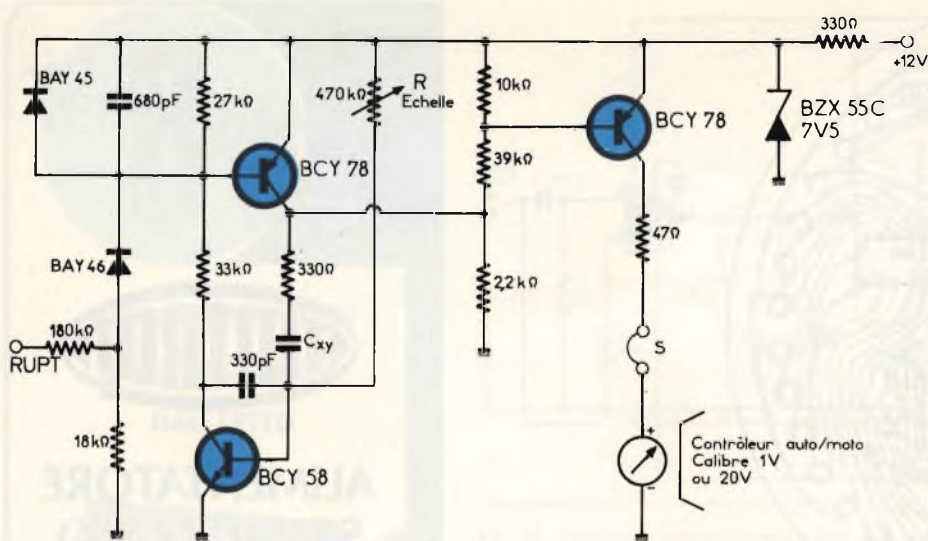 330Ω
+12V
BAY 45
680pF
27kΩ
470kΩ
R
Echelle
10kΩ
BCY 78
BZX 55C
7V5
BCY 78
39kΩ
BAY 46
33kΩ
330Ω
47Ω
2,2kΩ
180kΩ
RUPT
330pF
Cxy
S
18kΩ
BCY 58
+
-
Contrôleur auto/moto
Calibre 1V
ou 20V
ALIMENTATORE